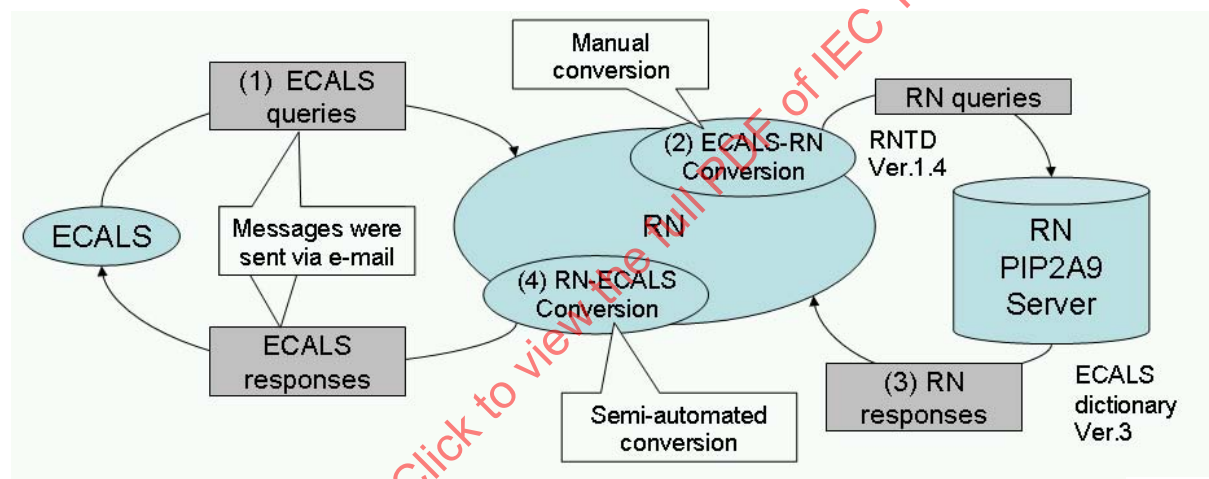 Manual
conversion
(1) ECALS
queries
RN queries
(2) ECALS-RN
Conversion
RNTD
Ver.1.4
ECALS
Messages were
sent via e-mail
RN
RN
PIP2A9
Server
(4) RN-ECALS
Conversion
ECALS
responses
(3) RN
responses
ECALS
dictionary
Ver.3
Semi-automated
conversion
Click to view the full PDF of IEC